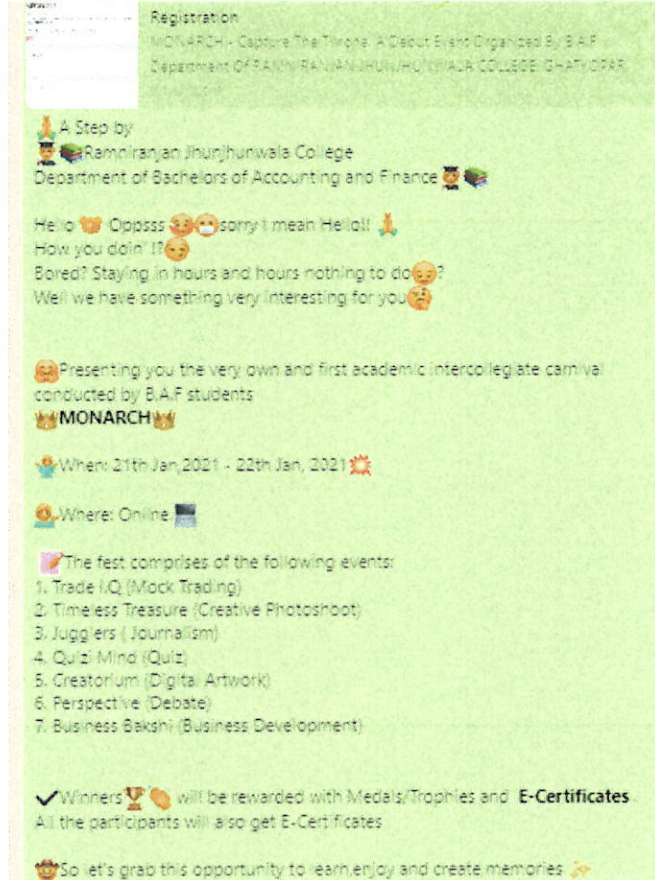 Registration
MONARCH - Capture The Throne. A Debut Event Organized By B.A.F
Department Of RAMNIRANJAN JHUNJHUNWALA COLLEGE, GHATKOPAR
🙏A Step by
👨‍🎓📚Ramniranjan Jhunjhunwala College
Department of Bachelors of Accounting and Finance👨‍🎓📚
Hello 👐 Oppsss 🤧😷sorry I mean Hello!! 🙏
How you doin' !?😏
Bored? Staying in hours and hours nothing to do😔?
Well we have something very interesting for you🤔
🤗Presenting you the very own and first academic intercollegiate carnival
conducted by B.A.F students
👑MONARCH👑
🤷‍♂️When: 21th Jan,2021 - 22th Jan, 2021💥
💁Where: Online 💻
📝The fest comprises of the following events:
1. Trade I.Q (Mock Trading)
2. Timeless Treasure (Creative Photoshoot)
3. Jugglers ( Journalism)
4. Quizi Mind (Quiz)
5. Creatorium (Digital Artwork)
6. Perspective (Debate)
7. Business Bakshi (Business Development)
✔Winners🏆👏 will be rewarded with Medals/Trophies and E-Certificates.
All the participants will also get E-Certificates
🤠So let's grab this opportunity to learn,enjoy and create memories 🎉